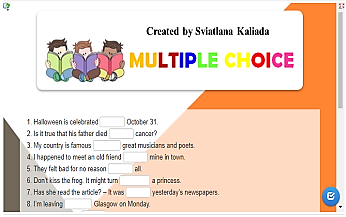 Created by Sviatlana Kaliada
MULTIPLE CHOICE
1. Halloween is celebrated October 31.
2. Is it true that his father died cancer?
3. My country is famous great musicians and poets.
4. I happened to meet an old friend mine in town.
5. They felt bad for no reason all.
6. Don't kiss the frog. It might turn a princess.
7. Has she read the article? – It was yesterday's newspapers.
8. I'm leaving Glasgow on Monday.